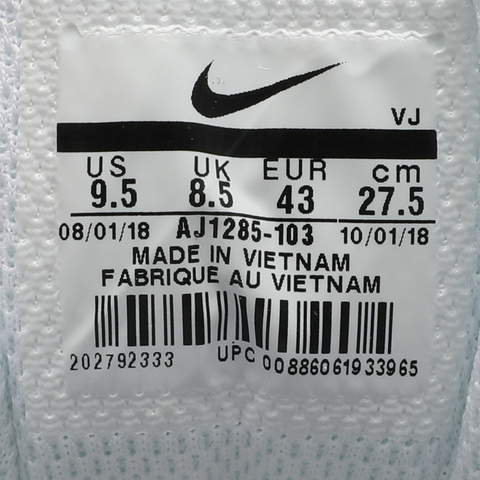 VJ
US UK EUR cm
9.5 8.5 43 27.5
08/01/18 AJ1285-103 10/01/18
MADE IN VIETNAM
FABRIQUE AU VIETNAM
202792333 UPC 00886061933965